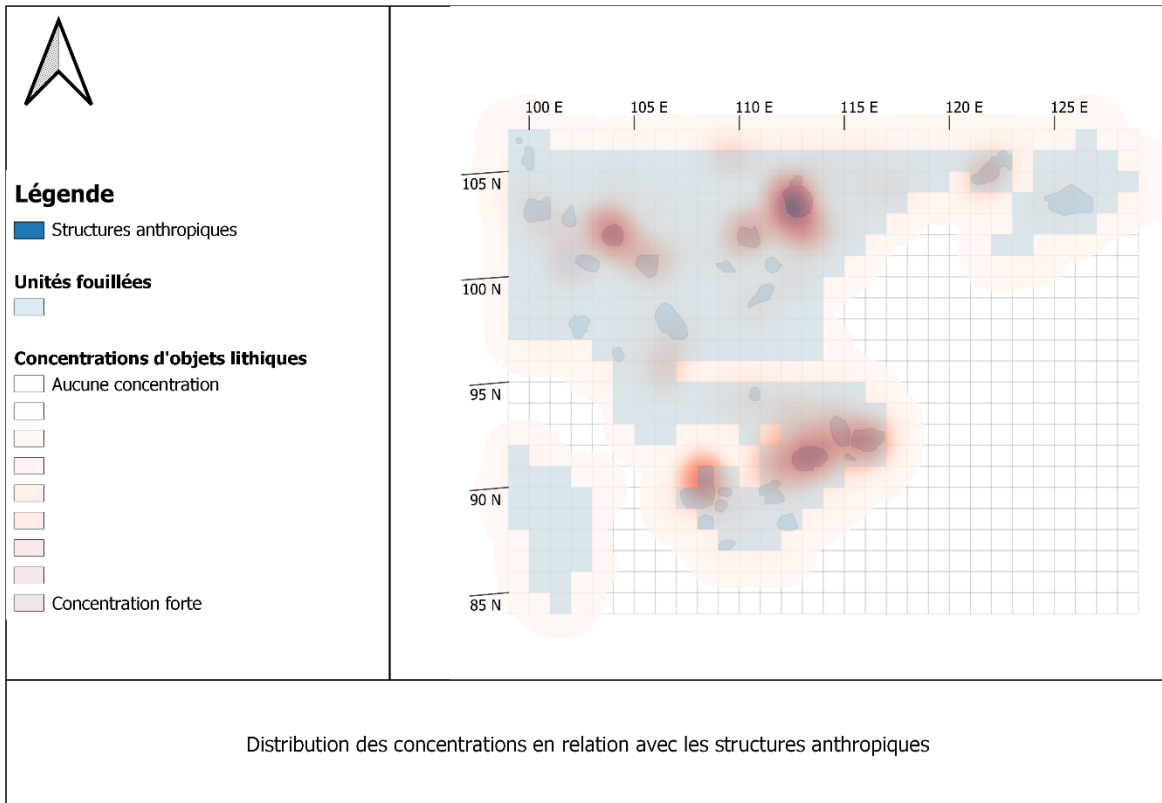 Légende
Structures anthropiques
Unités fouillées
Concentrations d'objets lithiques
Aucune concentration
Concentration forte
100 E
105 E
110 E
115 E
120 E
125 E
105 N
100 N
95 N
90 N
85 N
Distribution des concentrations en relation avec les structures anthropiques